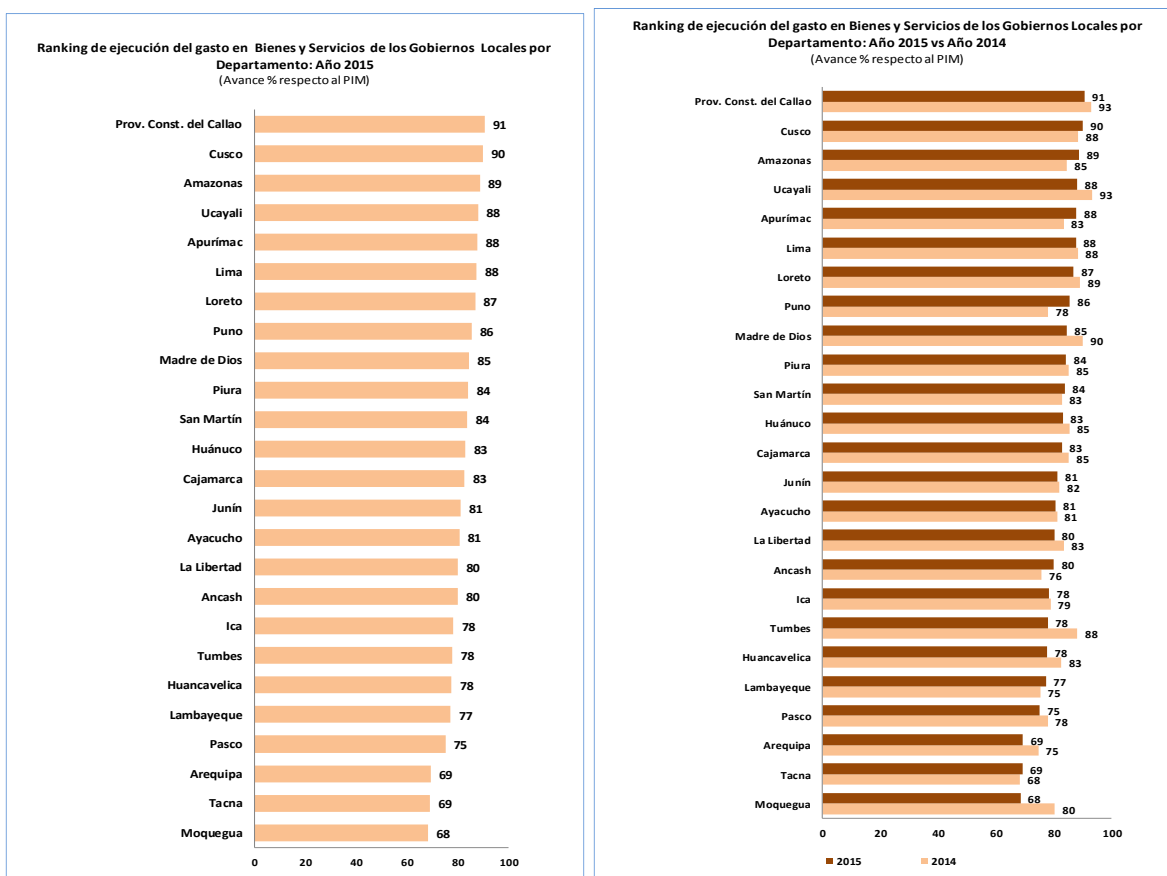 Ranking de ejecución del gasto en Bienes y Servicios de los Gobiernos Locales por
Departamento: Año 2015
(Avance % respecto al PIM)
Prov. Const. del Callao 91
Cusco 90
Amazonas 89
Ucayali 88
Apurímac 88
Lima 88
Loreto 87
Puno 86
Madre de Dios 85
Piura 84
San Martín 84
Huánuco 83
Cajamarca 83
Junín 81
Ayacucho 81
La Libertad 80
Ancash 80
Ica 78
Tumbes 78
Huancavelica 78
Lambayeque 77
Pasco 75
Arequipa 69
Tacna 69
Moquegua 68
0 20 40 60 80 100
Ranking de ejecución del gasto en Bienes y Servicios de los Gobiernos Locales por
Departamento: Año 2015 vs Año 2014
(Avance % respecto al PIM)
Prov. Const. del Callao 91 93
Cusco 90 88
Amazonas 89 85
Ucayali 88 93
Apurímac 88 83
Lima 88 88
Loreto 87 89
Puno 86 78
Madre de Dios 85 90
Piura 84 85
San Martín 84 83
Huánuco 83 85
Cajamarca 83 85
Junín 81 82
Ayacucho 81 81
La Libertad 80 83
Ancash 80 76
Ica 78 79
Tumbes 78 88
Huancavelica 78 83
Lambayeque 77 75
Pasco 75 78
Arequipa 69 75
Tacna 69 68
Moquegua 68 80
0 20 40 60 80 100
2015 2014